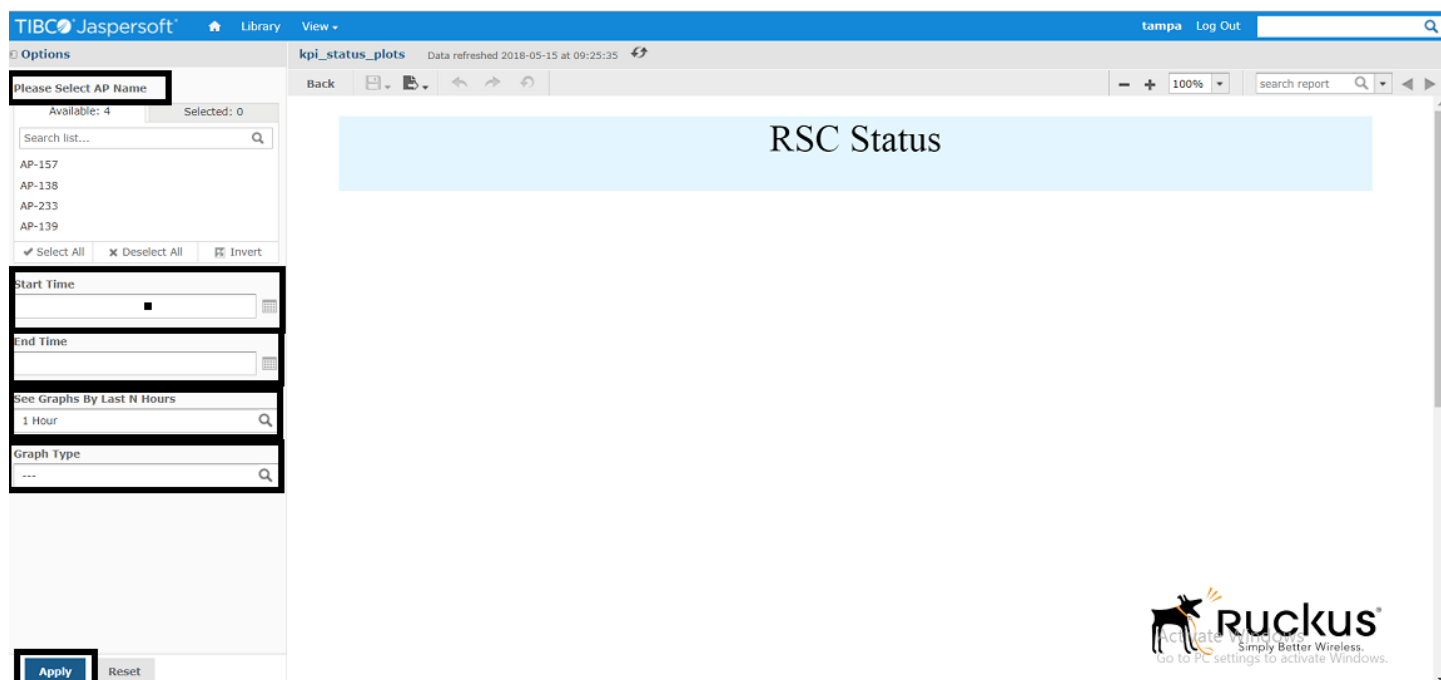 TIBCO Jaspersoft® Library View tampa Log Out
Options kpi_status_plots Data refreshed 2018-05-15 at 09:25:35
Please Select AP Name Back 100% search report
Available: 4 Selected: 0
RSC Status
Search list...
AP-157
AP-138
AP-233
AP-139
Select All Deselect All Invert
Start Time
End Time
See Graphs By Last N Hours
1 Hour
Graph Type
---
Ruckus®
Simply Better Wireless.
Activate Windows
Go to PC settings to activate Windows.
Apply Reset